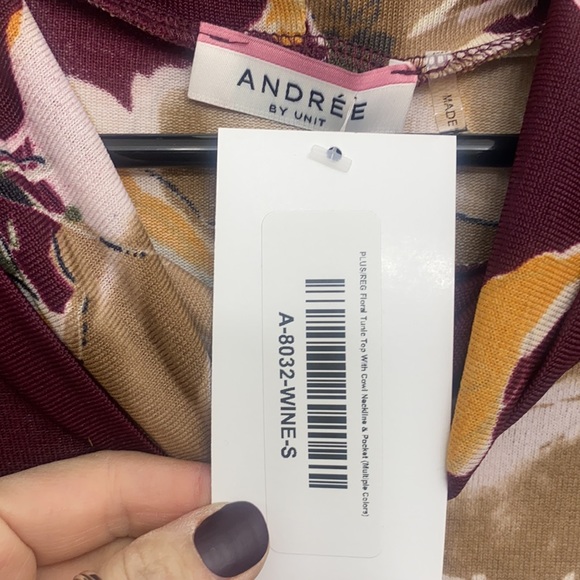 ANDRÉE
BY UNIT
MADE
PLUS/REG Floral Tunic Top With Cowl Neckline & Pocket (Multiple Colors)
A-8032-WINE-S